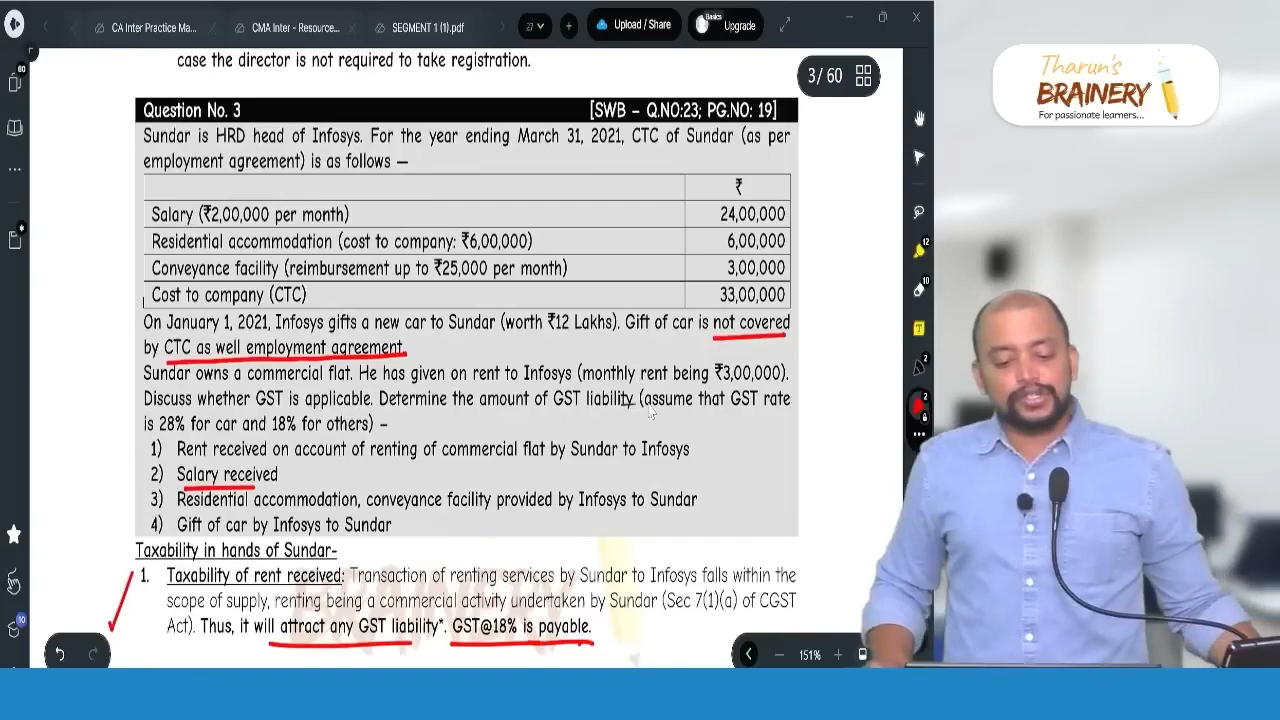 CA Inter Practice Ma...
CMA Inter - Resource...
SEGMENT 1 (1).pdf
27
Upload / Share
Basics
Upgrade
case the director is not required to take registration.
3 / 60
Question No. 3 [SWB – Q.NO:23; PG.NO: 19]
Sundar is HRD head of Infosys. For the year ending March 31, 2021, CTC of Sundar (as per
employment agreement) is as follows –
₹
Salary (₹2,00,000 per month) 24,00,000
Residential accommodation (cost to company: ₹6,00,000) 6,00,000
Conveyance facility (reimbursement up to ₹25,000 per month) 3,00,000
Cost to company (CTC) 33,00,000
On January 1, 2021, Infosys gifts a new car to Sundar (worth ₹12 Lakhs). Gift of car is not covered
by CTC as well employment agreement.
Sundar owns a commercial flat. He has given on rent to Infosys (monthly rent being ₹3,00,000).
Discuss whether GST is applicable. Determine the amount of GST liability (assume that GST rate
is 28% for car and 18% for others) –
1) Rent received on account of renting of commercial flat by Sundar to Infosys
2) Salary received
3) Residential accommodation, conveyance facility provided by Infosys to Sundar
4) Gift of car by Infosys to Sundar
Taxability in hands of Sundar-
1. Taxability of rent received: Transaction of renting services by Sundar to Infosys falls within the
scope of supply, renting being a commercial activity undertaken by Sundar (Sec 7(1)(a) of CGST
Act). Thus, it will attract any GST liability*. GST@18% is payable.
151%
Tharun's
BRAINERY
For passionate learners...
60
12
10
T
2
2
10